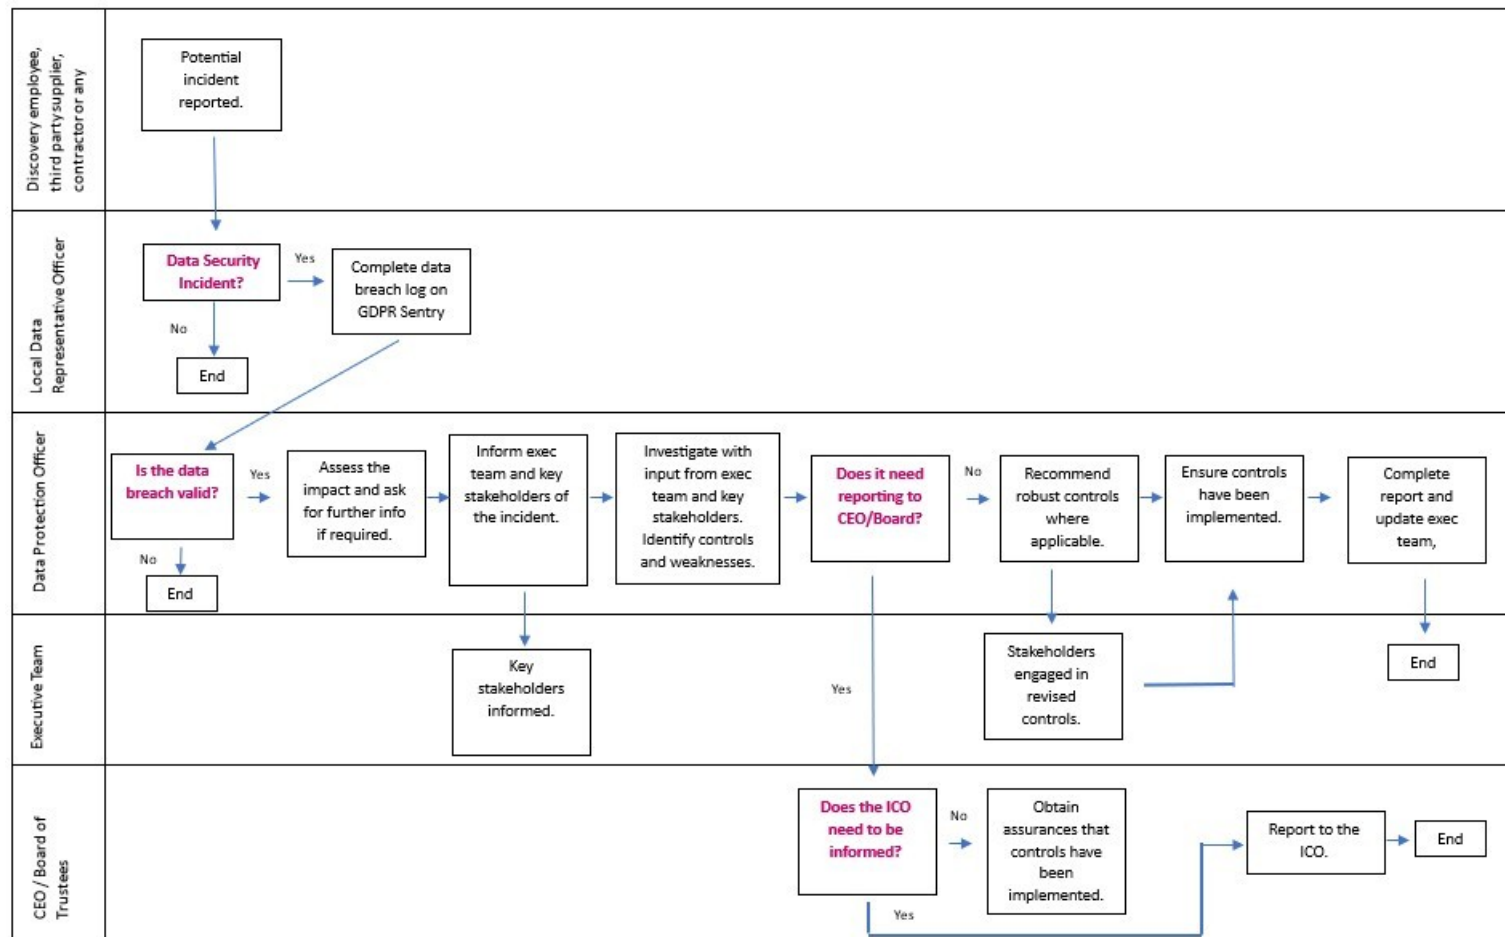 Discovery employee,
third party supplier,
contractor or any
Potential
incident
reported.
Local Data
Representative Officer
Data Security
Incident?
Yes
Complete data
breach log on
GDPR Sentry
No
End
Data Protection Officer
Is the data
breach valid?
Yes
No
End
Assess the
impact and ask
for further info
if required.
Inform exec
team and key
stakeholders of
the incident.
Investigate with
input from exec
team and key
stakeholders.
Identify controls
and weaknesses.
Does it need
reporting to
CEO/Board?
No
Recommend
robust controls
where
applicable.
Ensure controls
have been
implemented.
Complete
report and
update exec
team,
Executive Team
Key
stakeholders
informed.
Yes
Stakeholders
engaged in
revised
controls.
End
CEO / Board of
Trustees
Does the ICO
need to be
informed?
No
Obtain
assurances that
controls have
been
implemented.
Yes
Report to the
ICO.
End